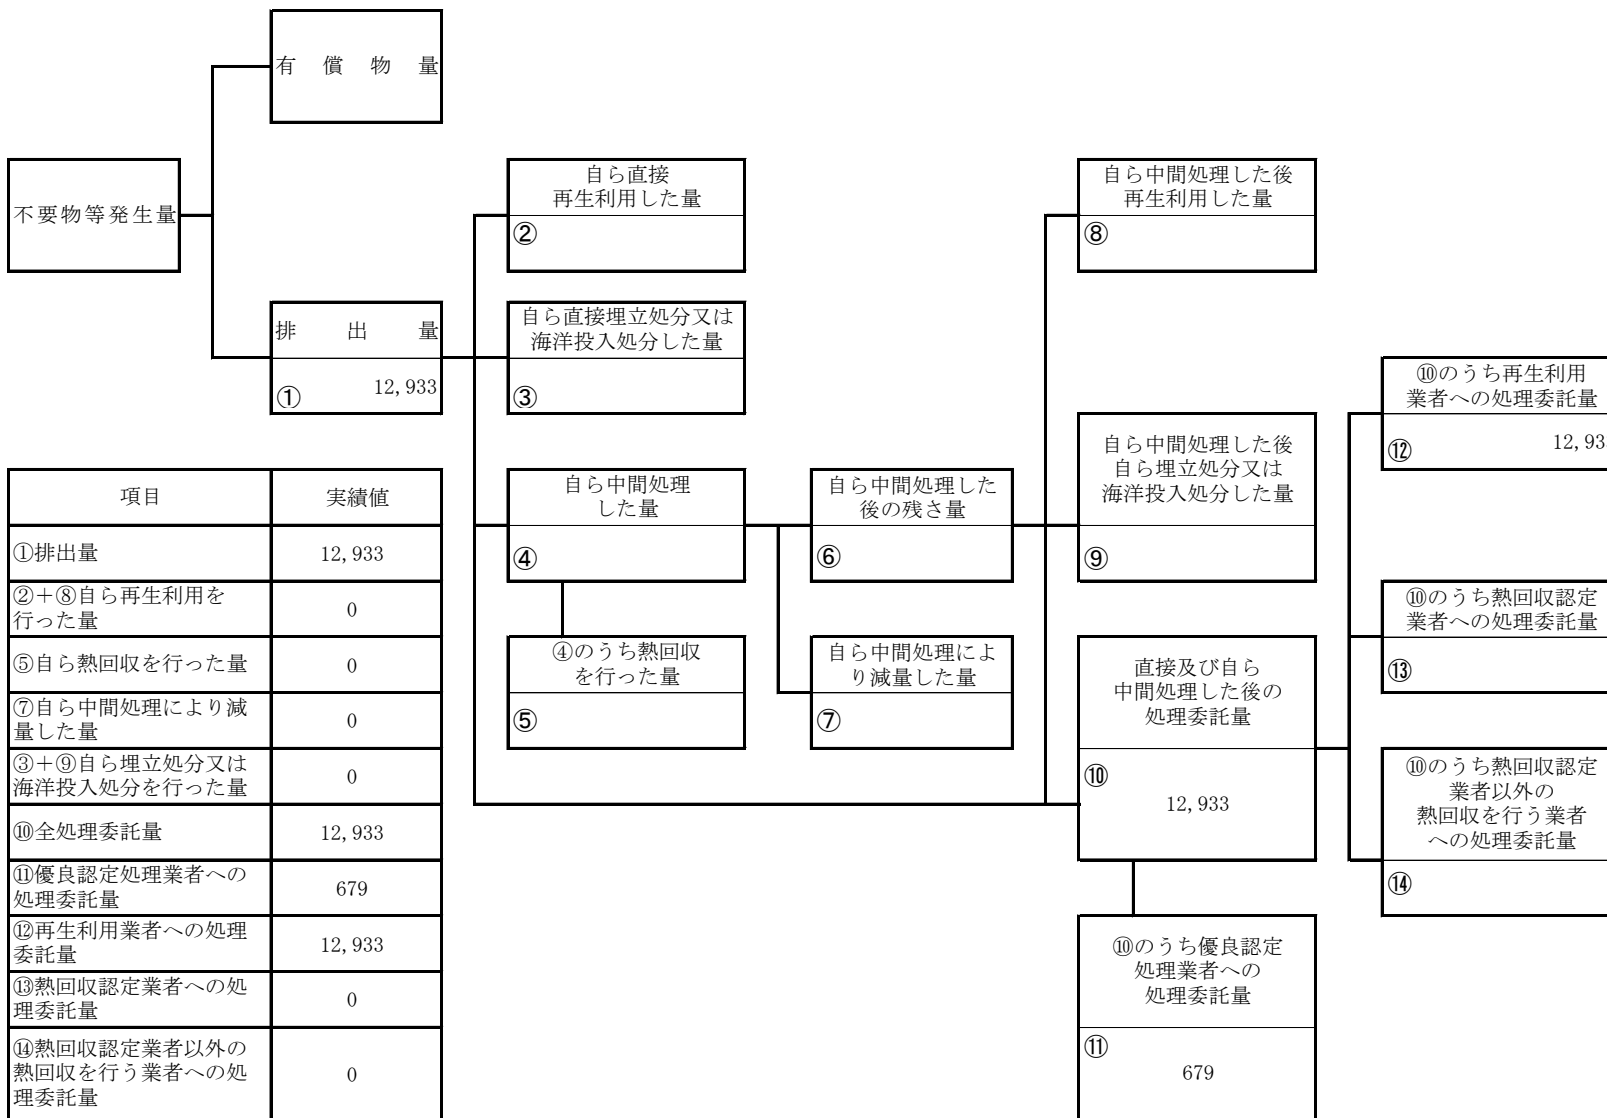 有償物量
不要物等発生量
排出量
① 12,933
自ら直接
再生利用した量
②
自ら直接埋立処分又は
海洋投入処分した量
③
自ら中間処理
した量
④
④のうち熱回収
を行った量
⑤
自ら中間処理した
後の残さ量
⑥
自ら中間処理によ
り減量した量
⑦
自ら中間処理した後
再生利用した量
⑧
自ら中間処理した後
自ら埋立処分又は
海洋投入処分した量
⑨
直接及び自ら
中間処理した後の
処理委託量
⑩
12,933
⑩のうち優良認定
処理業者への
処理委託量
⑪
679
⑩のうち再生利用
業者への処理委託量
⑫
⑩のうち熱回収認定
業者への処理委託量
⑬
⑩のうち熱回収認定
業者以外の
熱回収を行う業者
への処理委託量
⑭
項目 実績値
①排出量 12,933
②+⑧自ら再生利用を
行った量 0
⑤自ら熱回収を行った量 0
⑦自ら中間処理により減
量した量 0
③+⑨自ら埋立処分又は
海洋投入処分を行った量 0
⑩全処理委託量 12,933
⑪優良認定処理業者への
処理委託量 679
⑫再生利用業者への処理
委託量 12,933
⑬熱回収認定業者への処
理委託量 0
⑭熱回収認定業者以外の
熱回収を行う業者への処
理委託量 0